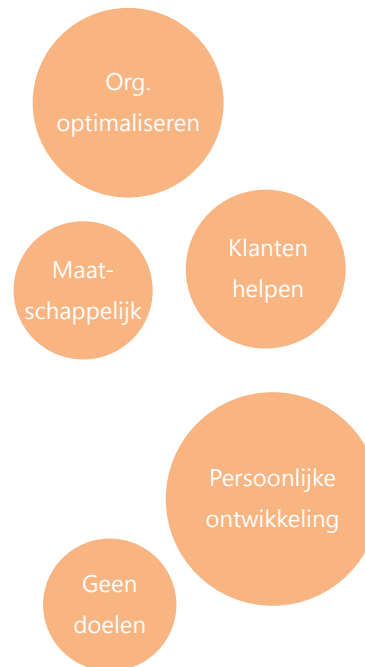 Org.
optimaliseren
Klanten
helpen
Maat-
schappelijk
Persoonlijke
ontwikkeling
Geen
doelen